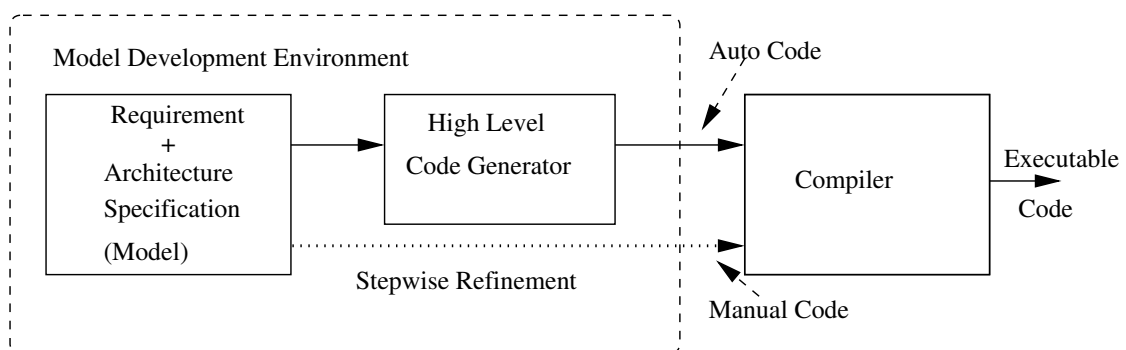 Model Development Environment
Requirement
+
Architecture
Specification
(Model)
High Level
Code Generator
Stepwise Refinement
Auto Code
Manual Code
Compiler
Executable
Code